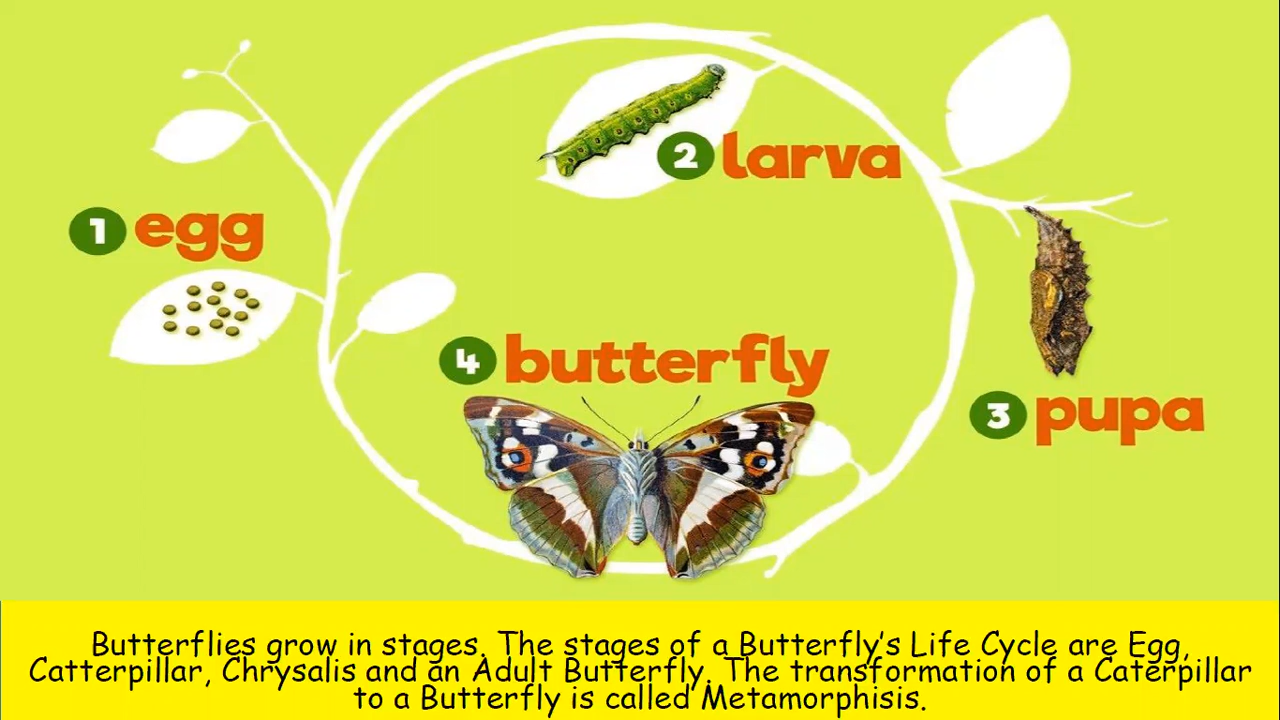 1 egg
2 larva
3 pupa
4 butterfly
Butterflies grow in stages. The stages of a Butterfly's Life Cycle are Egg,
Catterpillar, Chrysalis and an Adult Butterfly. The transformation of a Caterpillar
to a Butterfly is called Metamorphisis.